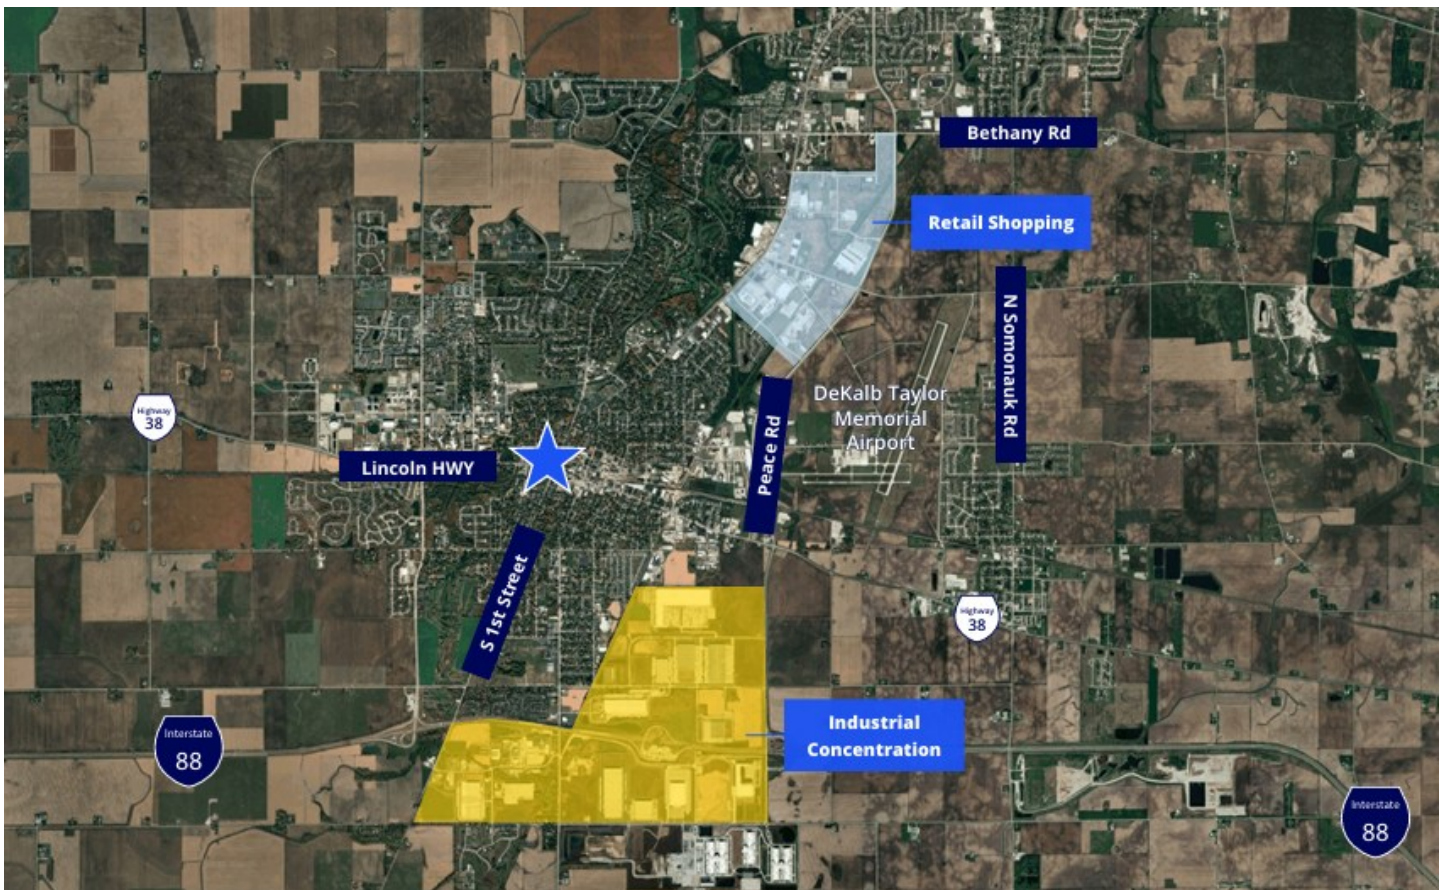 Bethany Rd
Retail Shopping
N Somonauk Rd
DeKalb Taylor
Memorial
Airport
Peace Rd
Highway
38
Lincoln HWY
S 1st Street
Highway
38
Industrial
Concentration
Interstate
88
Interstate
88